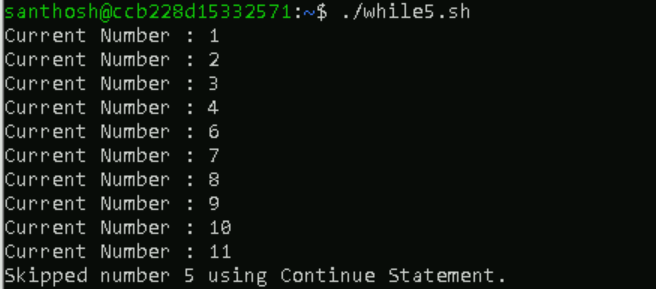 santhosh@ccb228d15332571:~$ ./while5.sh
Current Number : 1
Current Number : 2
Current Number : 3
Current Number : 4
Current Number : 6
Current Number : 7
Current Number : 8
Current Number : 9
Current Number : 10
Current Number : 11
Skipped number 5 using Continue Statement.